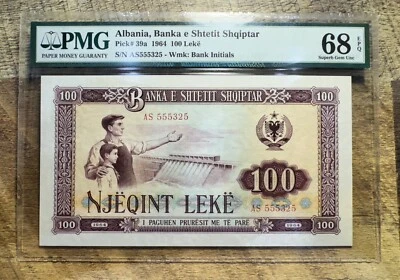 PMG
PAPER MONEY GUARANTY
Albania, Banka e Shtetit Shqiptar
Pick# 39a 1964 100 Lekë
S/N AS555325 - Wmk: Bank Initials
68 EPQ
Superb Gem Unc
100 BANKA E SHTETIT SHQIPTAR 100
AS 555325
100
NJËQINT LEKË
AS 555325
I PAGUHEN PRURËSIT ME TË PARË
100 1964 1964 100